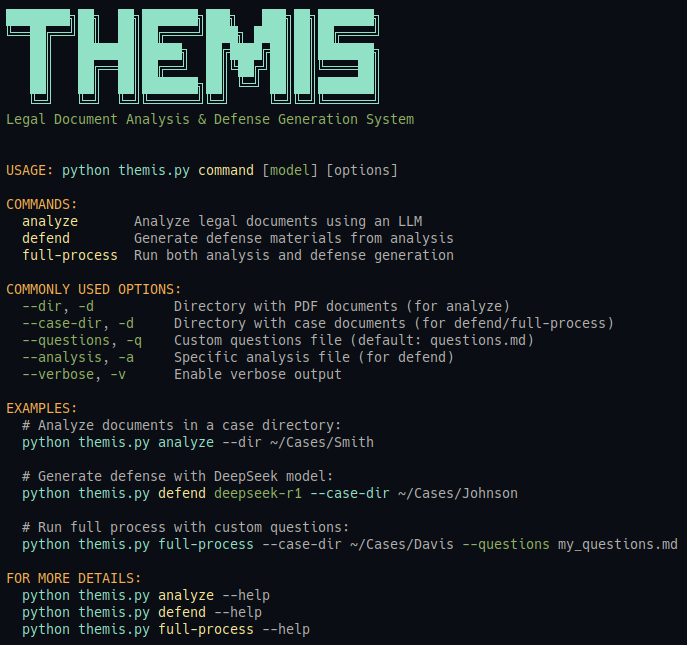 THEMIS
Legal Document Analysis & Defense Generation System
USAGE: python themis.py command [model] [options]
COMMANDS:
analyze Analyze legal documents using an LLM
defend Generate defense materials from analysis
full-process Run both analysis and defense generation
COMMONLY USED OPTIONS:
--dir, -d Directory with PDF documents (for analyze)
--case-dir, -d Directory with case documents (for defend/full-process)
--questions, -q Custom questions file (default: questions.md)
--analysis, -a Specific analysis file (for defend)
--verbose, -v Enable verbose output
EXAMPLES:
# Analyze documents in a case directory:
python themis.py analyze --dir ~/Cases/Smith
# Generate defense with DeepSeek model:
python themis.py defend deepseek-r1 --case-dir ~/Cases/Johnson
# Run full process with custom questions:
python themis.py full-process --case-dir ~/Cases/Davis --questions my_questions.md
FOR MORE DETAILS:
python themis.py analyze --help
python themis.py defend --help
python themis.py full-process --help